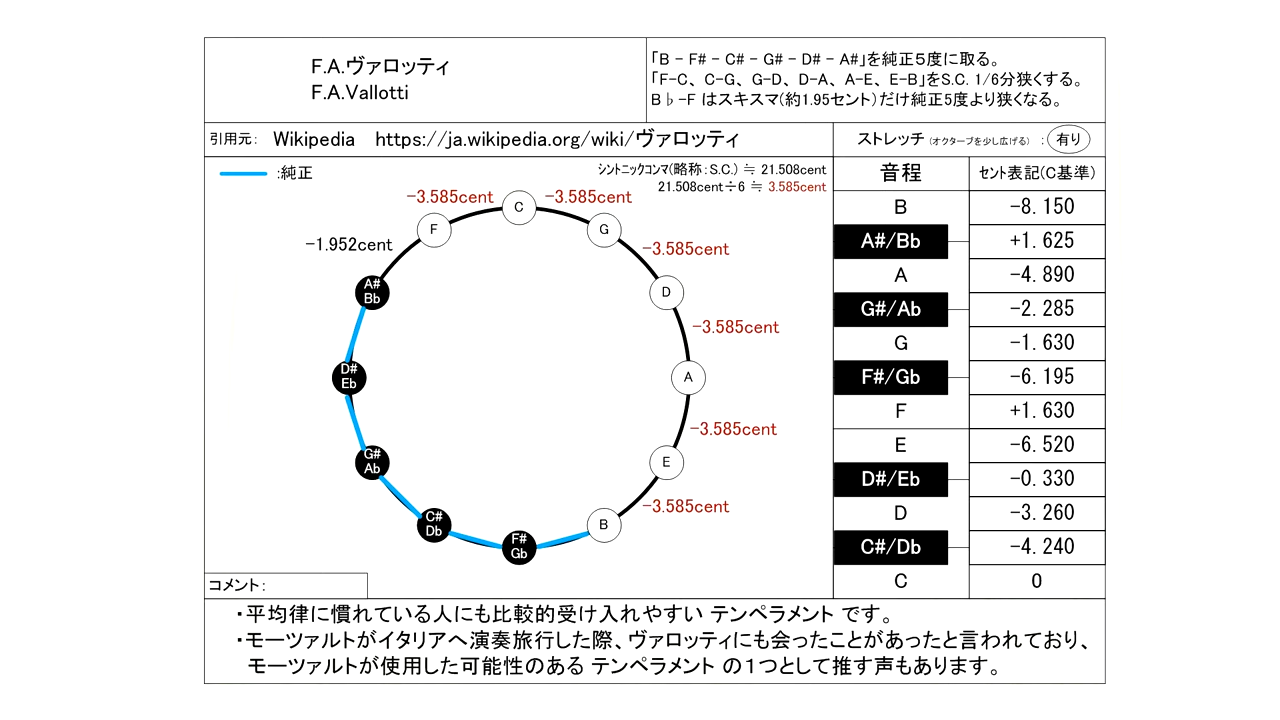 F.A.ヴァロッティ
F.A.Vallotti
「B − F# − C# − G# − D# − A#」を純正5度に取る。
「F-C、C-G、G-D、D-A、A-E、E-B」をS.C. 1/6分狭くする。
B♭-F はスキスマ(約1.95セント)だけ純正5度より狭くなる。
引用元: Wikipedia https://ja.wikipedia.org/wiki/ヴァロッティ
ストレッチ (オクターブを少し広げる) : 有り
:純正
シントニックコンマ(略称:S.C.) ≒ 21.508cent
21.508cent÷6 ≒ 3.585cent
-3.585cent
-3.585cent
-1.952cent
-3.585cent
-3.585cent
-3.585cent
-3.585cent
C
G
D
A
E
B
F#
Gb
C#
Db
G#
Ab
D#
Eb
A#
Bb
F
音程 セント表記(C基準)
B -8.150
A#/Bb +1.625
A -4.890
G#/Ab -2.285
G -1.630
F#/Gb -6.195
F +1.630
E -6.520
D#/Eb -0.330
D -3.260
C#/Db -4.240
C 0
コメント:
・平均律に慣れている人にも比較的受け入れやすい テンペラメント です。
・モーツァルトがイタリアへ演奏旅行した際、ヴァロッティにも会ったことがあったと言われており、
モーツァルトが使用した可能性のある テンペラメント の1つとして推す声もあります。